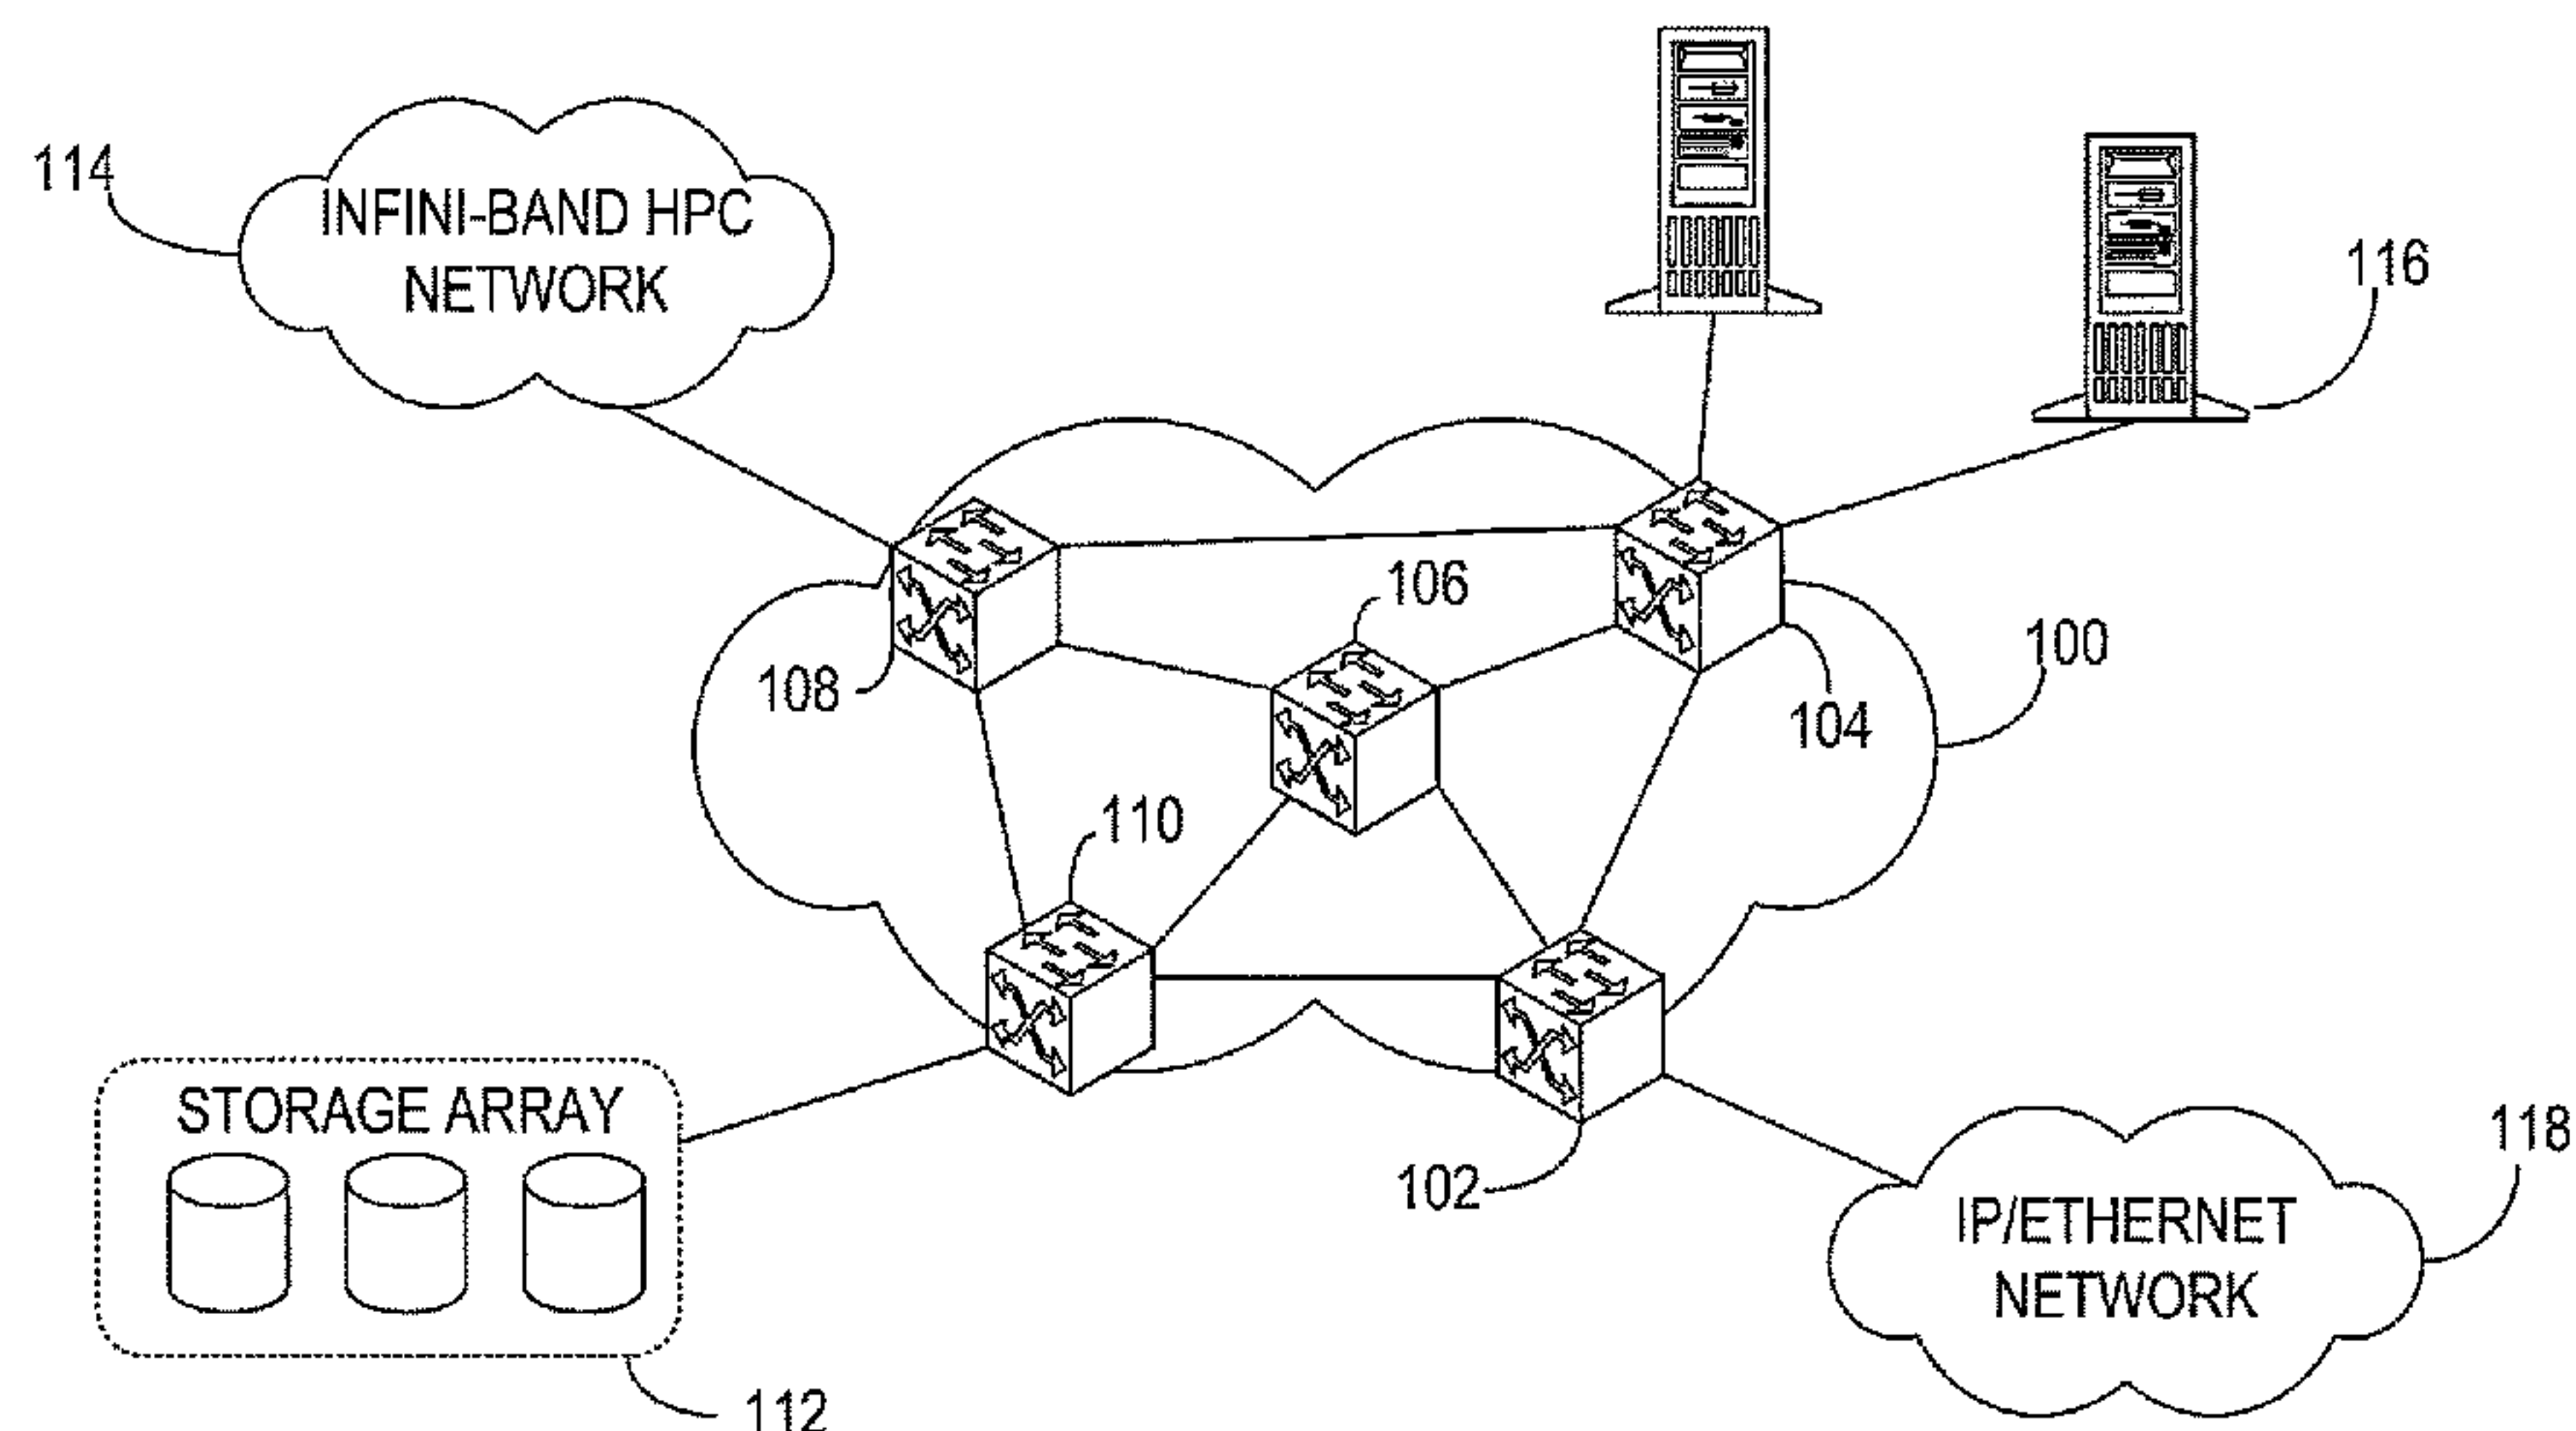 114
INFINI-BAND HPC
NETWORK
116
106
100
108
104
110
STORAGE ARRAY
102
118
IP/ETHERNET
NETWORK
112